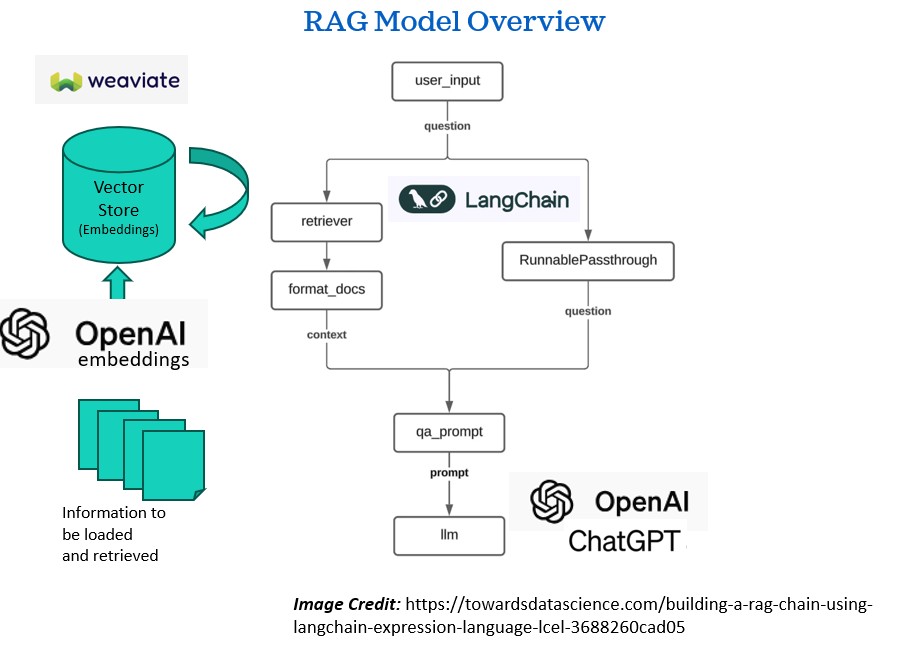 RAG Model Overview
weaviate
Vector
Store
(Embeddings)
OpenAI
embeddings
Information to
be loaded
and retrieved
user_input
question
LangChain
retriever
RunnablePassthrough
format_docs
question
context
qa_prompt
prompt
llm
OpenAI
ChatGPT
Image Credit: https://towardsdatascience.com/building-a-rag-chain-using-
langchain-expression-language-lcel-3688260cad05